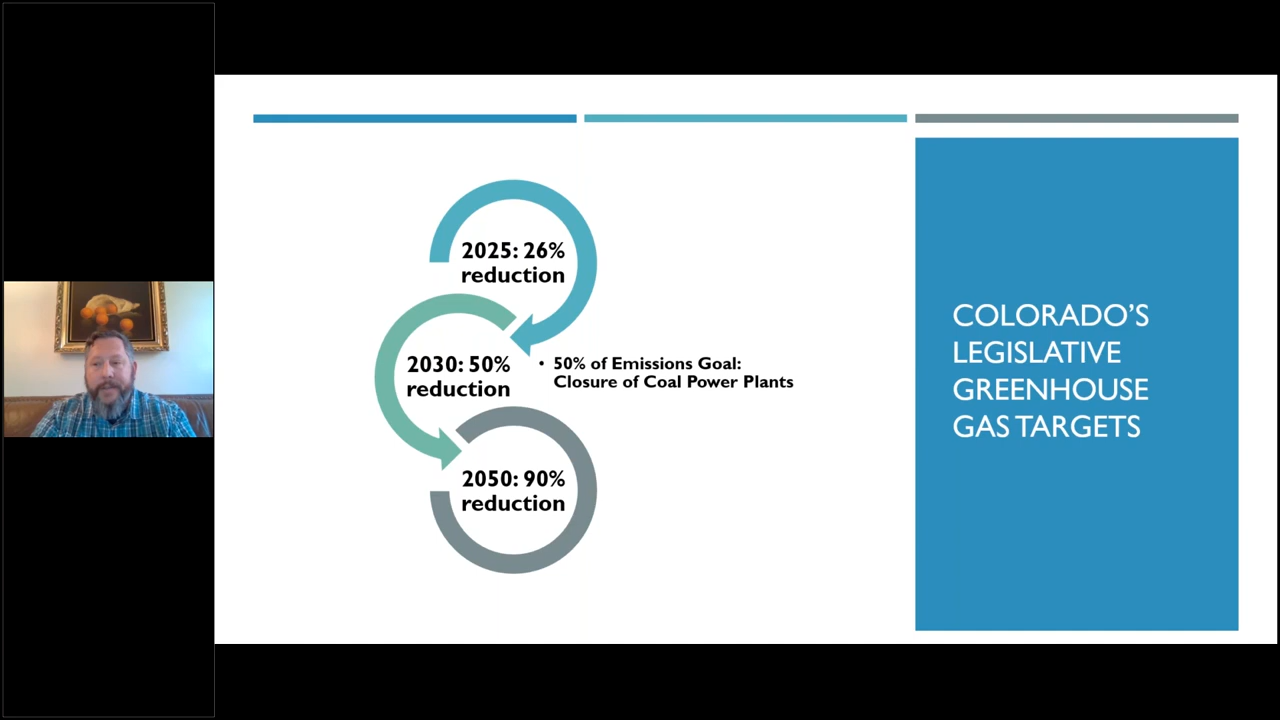 2025: 26%
reduction
2030: 50%
reduction
• 50% of Emissions Goal:
Closure of Coal Power Plants
2050: 90%
reduction
COLORADO’S
LEGISLATIVE
GREENHOUSE
GAS TARGETS